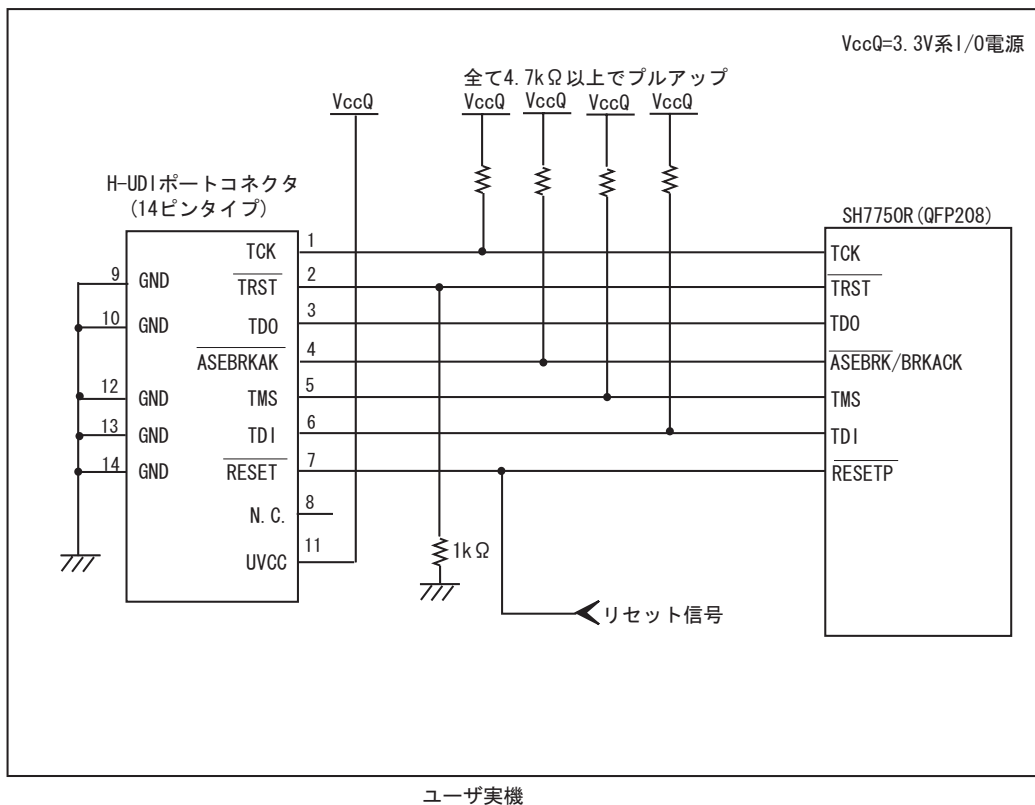 VccQ=3.3V系I/O電源
全て4.7kΩ以上でプルアップ
VccQ VccQ VccQ VccQ VccQ
H-UDIポートコネクタ
(14ピンタイプ)
SH7750R(QFP208)
TCK 1 TCK
9 GND TRST 2 TRST
10 GND TDO 3 TDO
ASEBRKAK 4 ASEBRK/BRKACK
12 GND TMS 5 TMS
13 GND TDI 6 TDI
14 GND RESET 7 RESETP
N.C. 8
UVCC 11
1kΩ
リセット信号
ユーザ実機